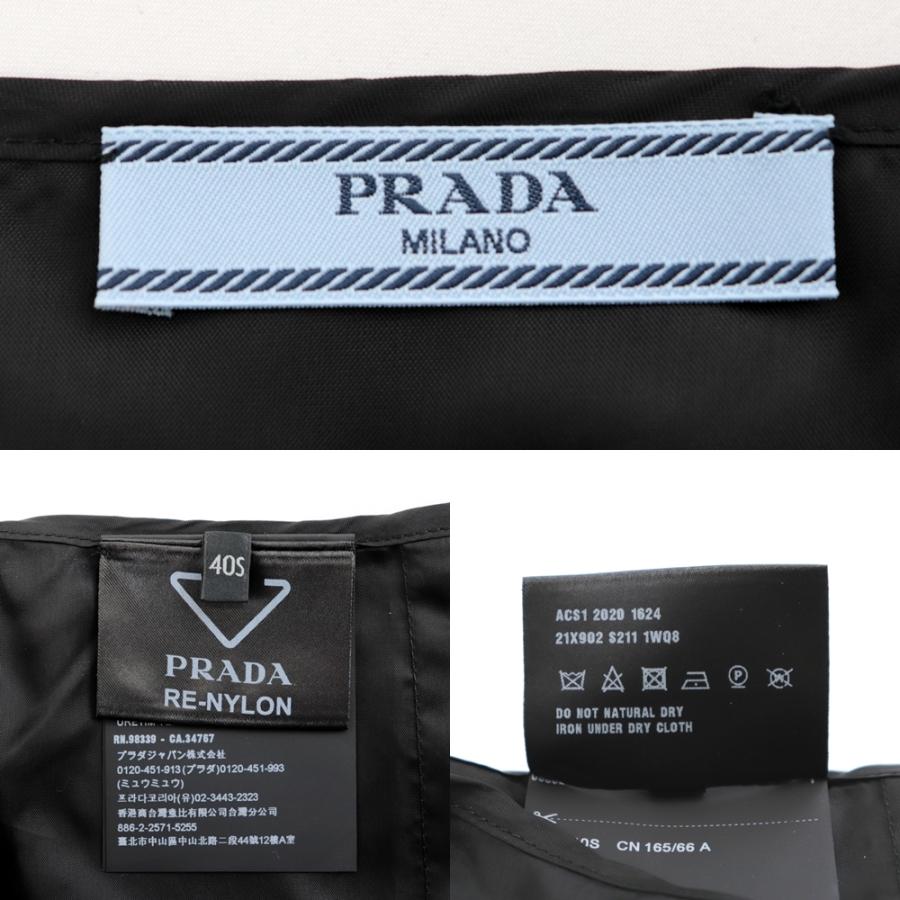 PRADA
MILANO
40S
PRADA
RE-NYLON
RN.98339 - CA.34767
プラダジャパン株式会社
0120-451-913 (プラダ)0120-451-993
(ミュウミュウ)
프라다코리아(유)02-3443-2323
香港商台灣壹比有限公司台灣分公司
886-2-2571-5255
臺北市中山區中山北路二段44號12樓A
ACS1 2020 1624
21X902 S211 1WQ8
DO NOT NATURAL DRY
IRON UNDER DRY CLOTH
CN 165/66 A